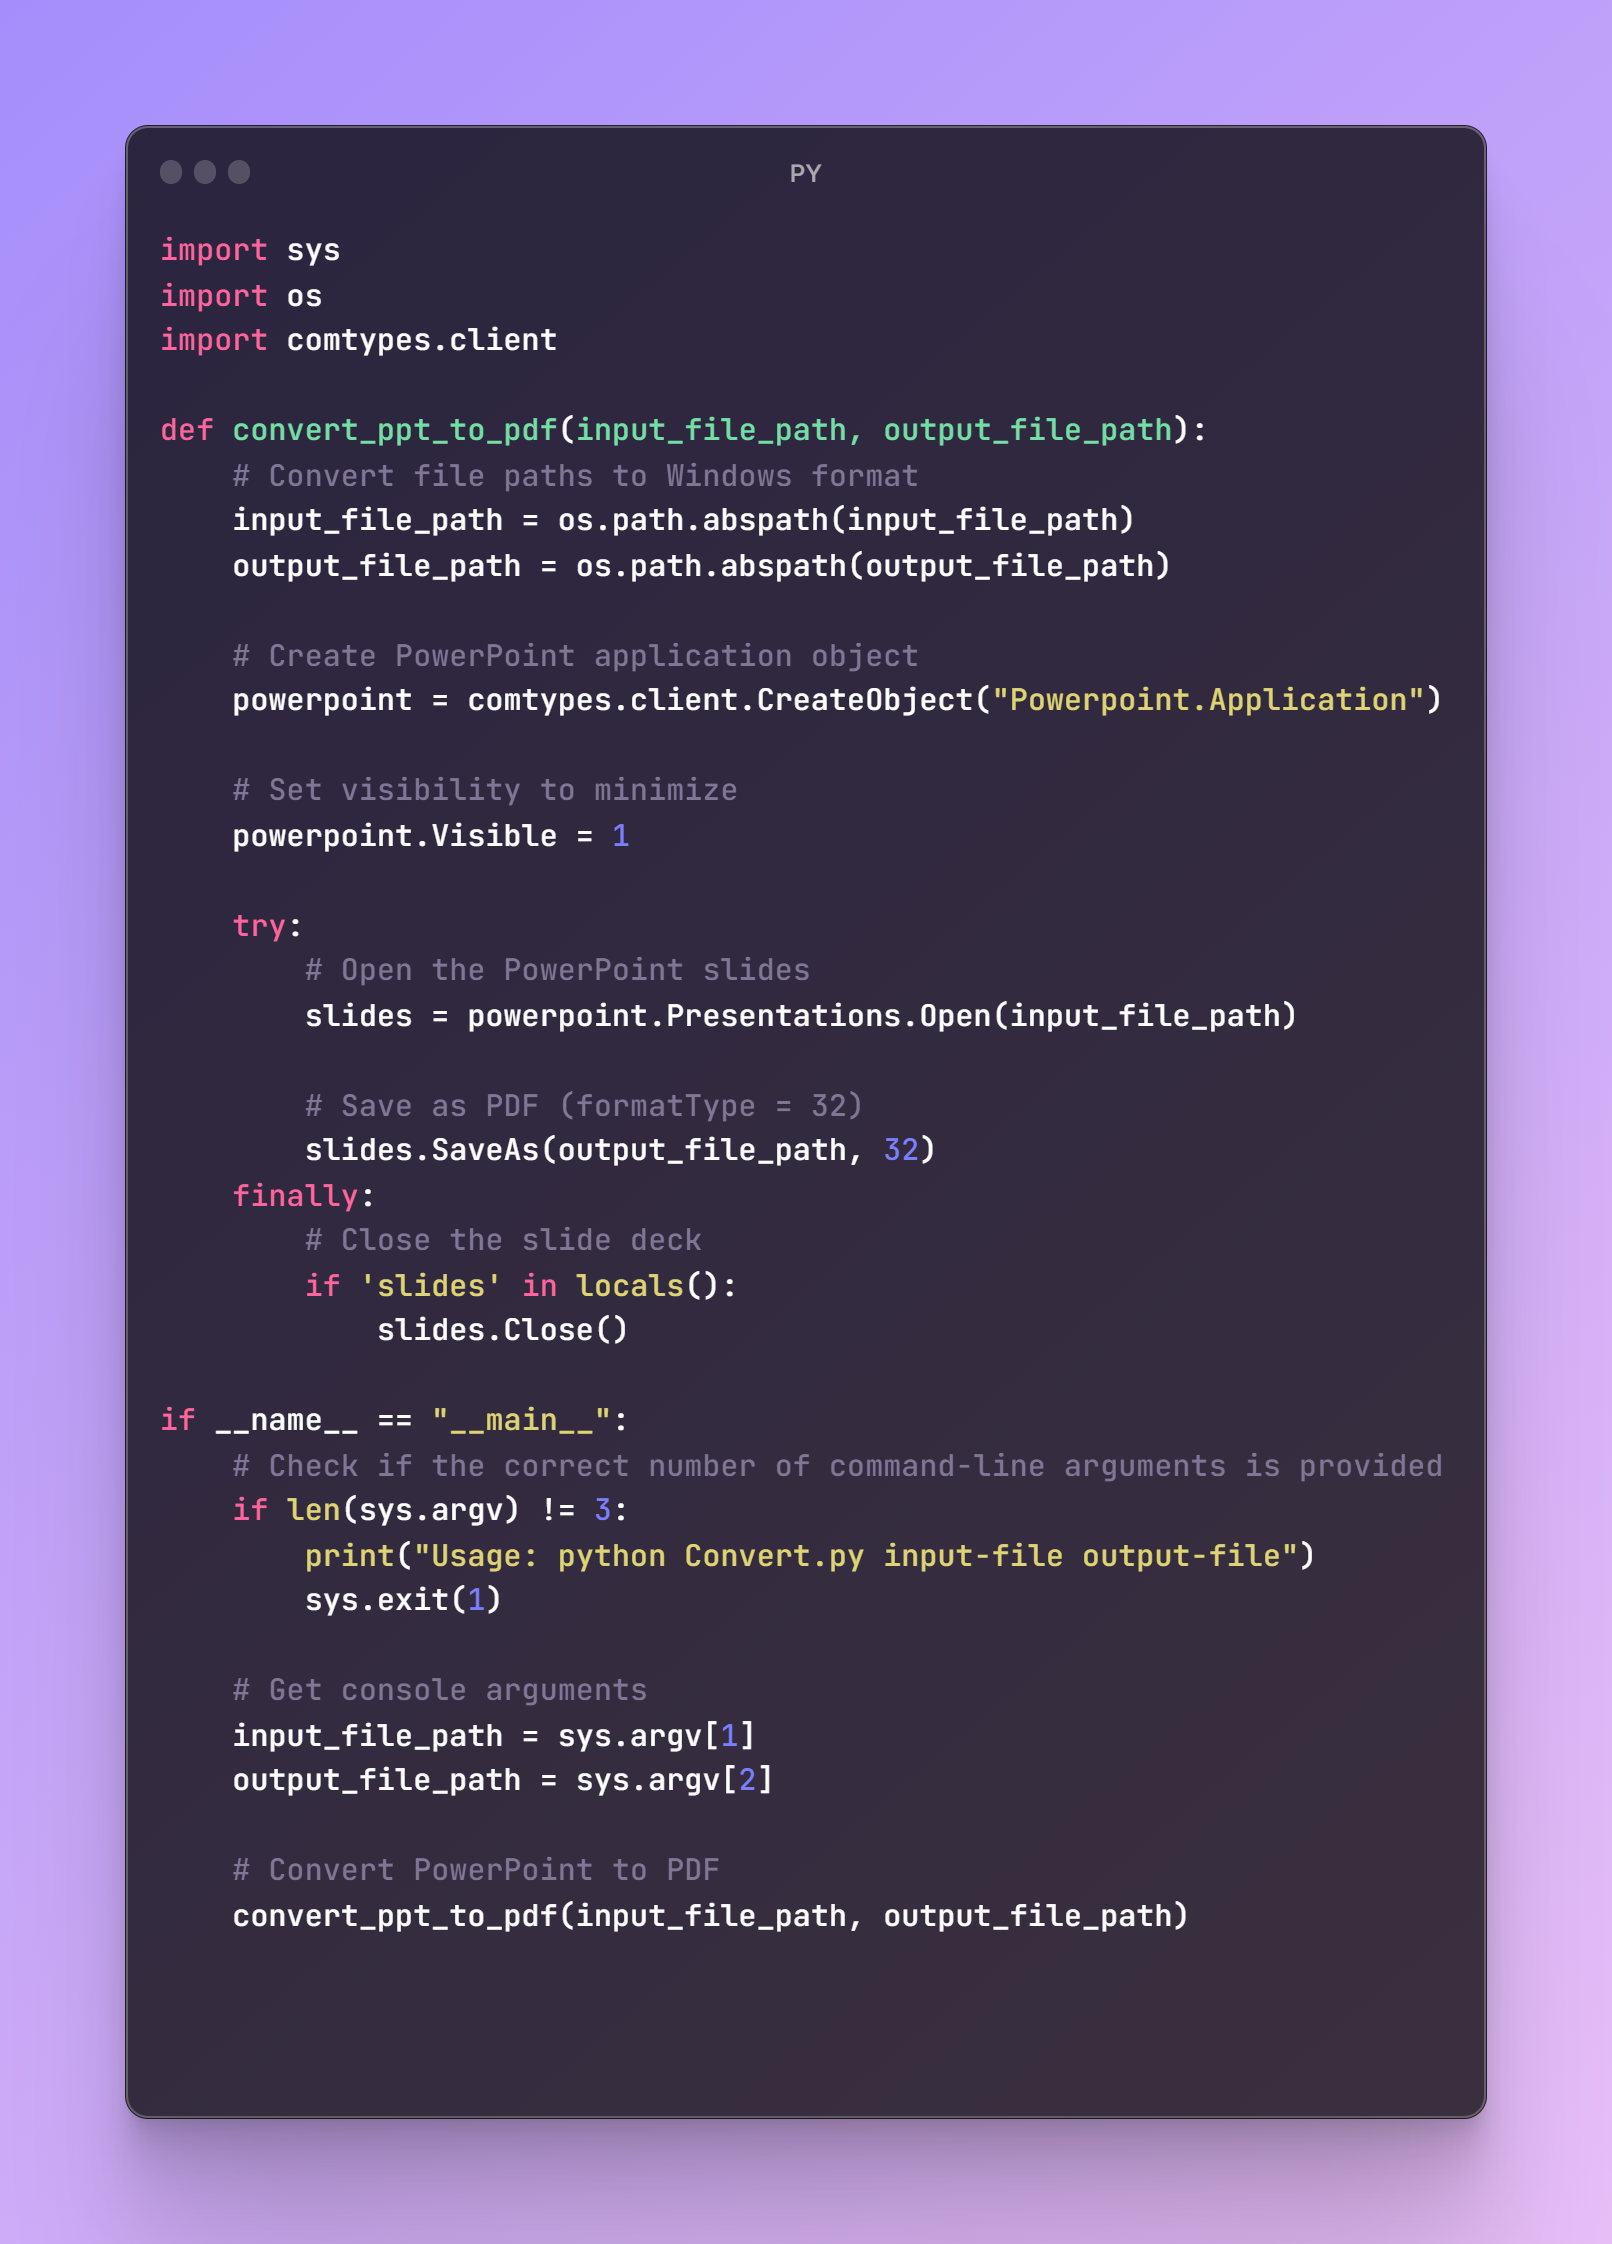 PY
import sys
import os
import comtypes.client
def convert_ppt_to_pdf(input_file_path, output_file_path):
    # Convert file paths to Windows format
    input_file_path = os.path.abspath(input_file_path)
    output_file_path = os.path.abspath(output_file_path)
    # Create PowerPoint application object
    powerpoint = comtypes.client.CreateObject("Powerpoint.Application")
    # Set visibility to minimize
    powerpoint.Visible = 1
    try:
        # Open the PowerPoint slides
        slides = powerpoint.Presentations.Open(input_file_path)
        # Save as PDF (formatType = 32)
        slides.SaveAs(output_file_path, 32)
    finally:
        # Close the slide deck
        if 'slides' in locals():
            slides.Close()
if __name__ == "__main__":
    # Check if the correct number of command-line arguments is provided
    if len(sys.argv) != 3:
        print("Usage: python Convert.py input-file output-file")
        sys.exit(1)
    # Get console arguments
    input_file_path = sys.argv[1]
    output_file_path = sys.argv[2]
    # Convert PowerPoint to PDF
    convert_ppt_to_pdf(input_file_path, output_file_path)